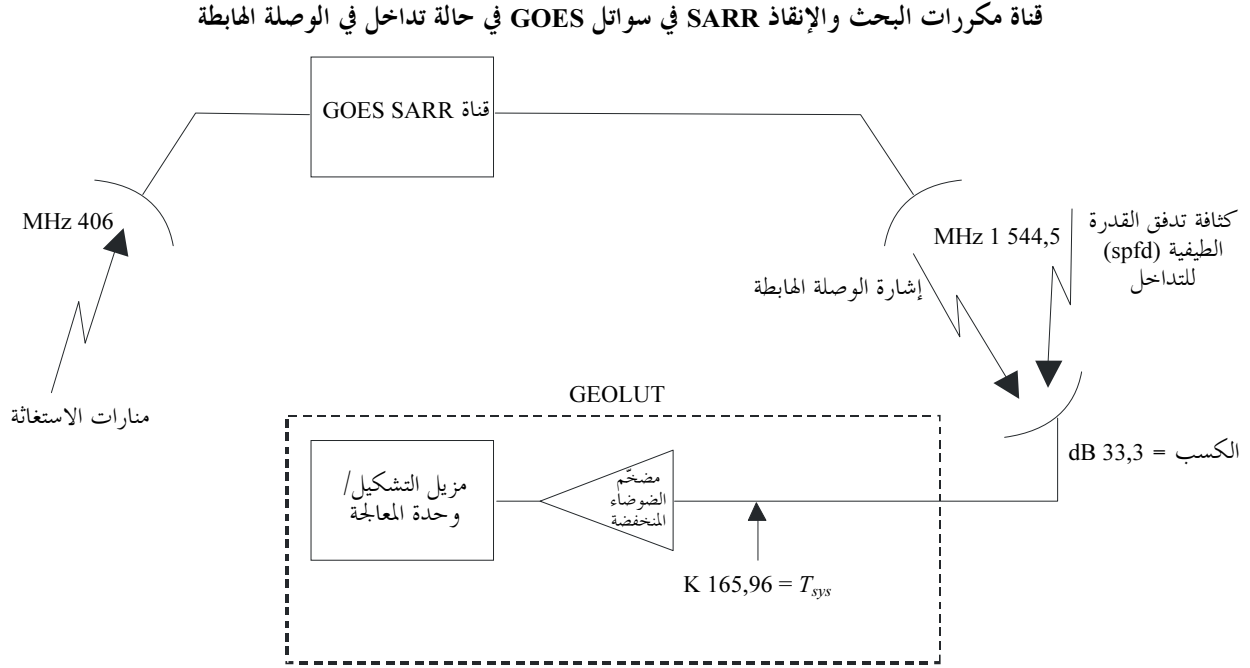 قناة مكررات البحث والإنقاذ SARR في سواتل GOES في حالة تداخل في الوصلة الهابطة
قناة GOES SARR
MHz 406
منارات الاستغاثة
MHz 1 544,5
كثافة تدفق القدرة
الطيفية (spfd)
للتداخل
إشارة الوصلة الهابطة
الكسب = dB 33,3
GEOLUT
مضخّم
الضوضاء
المنخفضة
مزيل التشكيل/
وحدة المعالجة
K 165,96 = Tsys